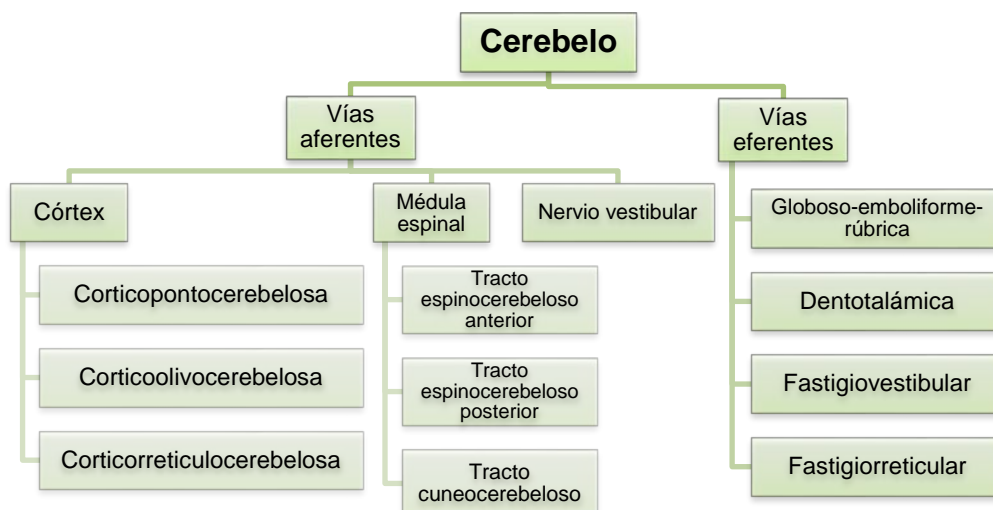 Cerebelo
Vías
aferentes
Vías
eferentes
Córtex
Médula
espinal
Nervio vestibular
Corticopontocerebelosa
Corticoolivocerebelosa
Corticorreticulocerebelosa
Tracto
espinocerebeloso
anterior
Tracto
espinocerebeloso
posterior
Tracto
cuneocerebeloso
Globoso-emboliforme-
rúbrica
Dentotalámica
Fastigiovestibular
Fastigiorreticular